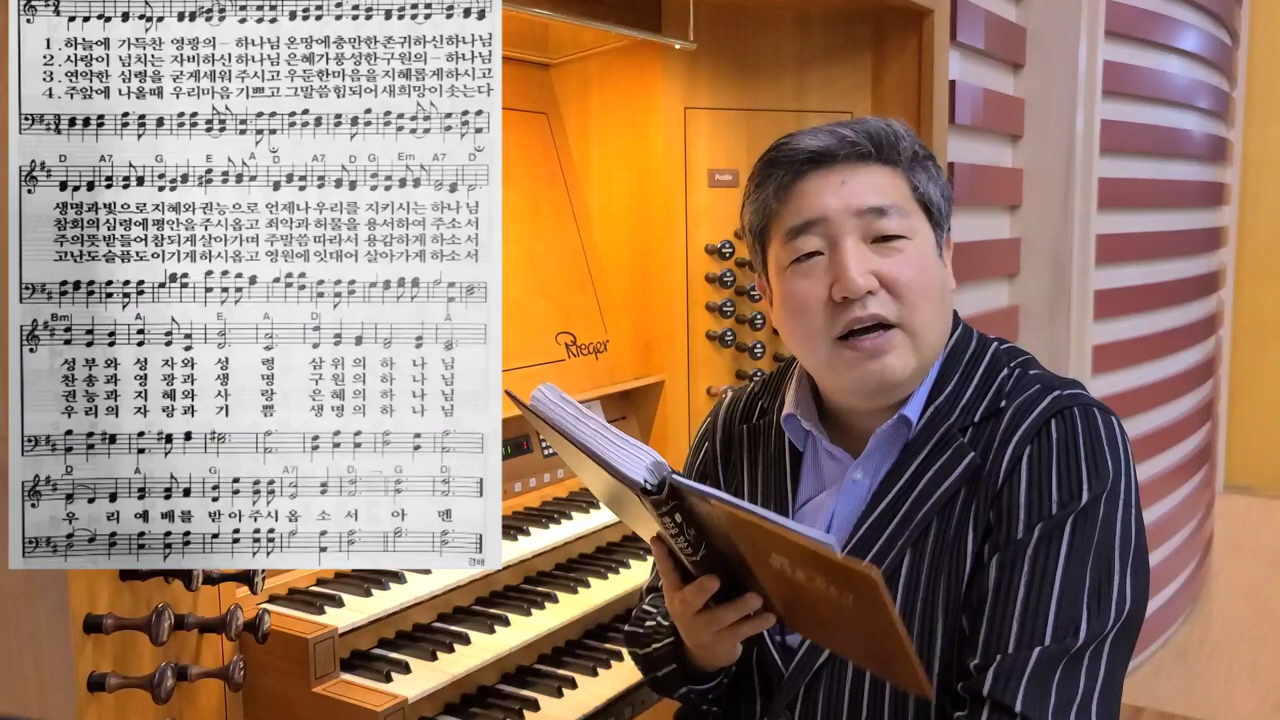 1. 하늘에 가득찬 영광의 - 하나님 온땅에충만한존귀하신하나님
2. 사랑이 넘치는 자비하신하나님 은혜가풍성한구원의 - 하나님
3. 연약한 심령을 굳게세워주시고 우둔한마음을지혜롭게하시고
4. 주앞에 나올때 우리마음기쁘고 그말씀힘되어새희망이솟는다
D A7 G E A D A7 D G Em A7 D
생명과빛으로지혜와권능으로 언제나우리를 지키시는하나님
참회의심령에평안을주시옵고 죄악과허물을용서하여주소서
주의뜻받들어참되게살아가며 주말씀따라서 용감하게 하소서
고난도슬픔도이기게하시옵고 영원에잇대어 살아가게 하소서
Bm A E A D A
성부와 성자와 성 령 삼위의 하나님
찬송과 영광과 생 명 구원의 하나님
권능과 지혜와 사 랑 은혜의 하나님
우리의 자랑과 기 쁨 생명의 하나님
D A G A7 D G D
우 리예배를 받아주시옵소서 아 멘
경배
Positiv
Rieger